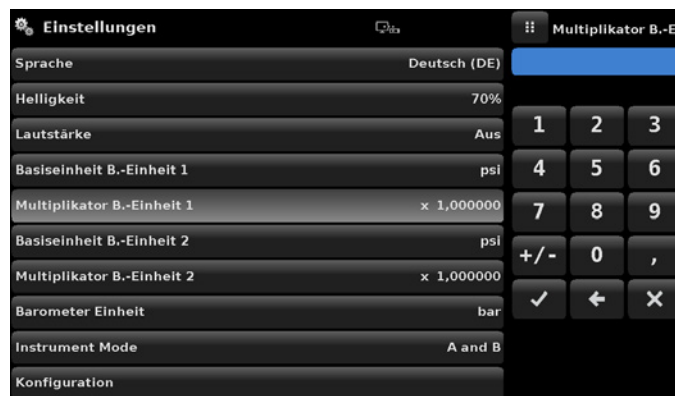 Einstellungen
Multiplikator B.-E
Sprache Deutsch (DE)
Helligkeit 70%
Lautstärke Aus
Basiseinheit B.-Einheit 1 psi
Multiplikator B.-Einheit 1 x 1,000000
Basiseinheit B.-Einheit 2 psi
Multiplikator B.-Einheit 2 x 1,000000
Barometer Einheit bar
Instrument Mode A and B
Konfiguration
1 2 3
4 5 6
7 8 9
+/- 0 ,